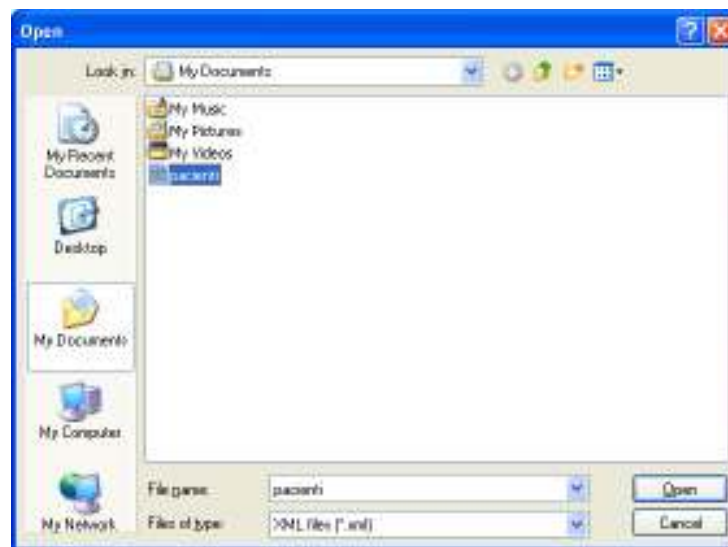 Open
Look in: My Documents
My Recent
Documents
Desktop
My Documents
My Computer
My Network
My Music
My Pictures
My Videos
pacienti
File name: pacienti
Open
Files of type: XML files (*.xml)
Cancel